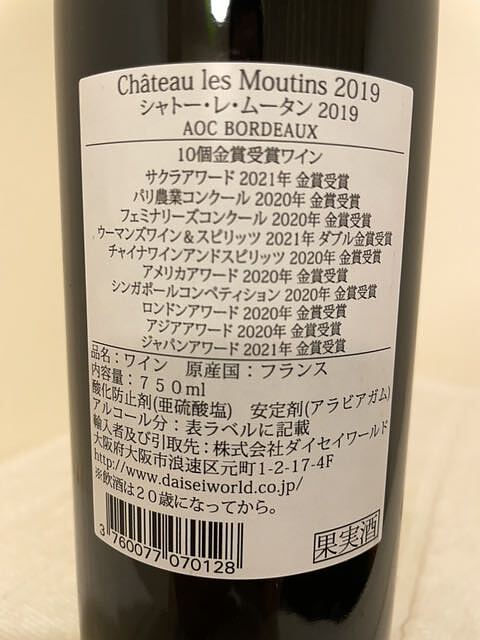 Château les Moutins 2019
シャトー・レ・ムータン 2019
AOC BORDEAUX
10個金賞受賞ワイン
サクラアワード 2021年 金賞受賞
パリ農業コンクール 2020年 金賞受賞
フェミナリーズコンクール 2020年 金賞受賞
ウーマンズワイン＆スピリッツ 2021年 ダブル金賞受賞
チャイナワインアンドスピリッツ 2020年 金賞受賞
アメリカアワード 2020年 金賞受賞
シンガポールコンペティション 2020年 金賞受賞
ロンドンアワード 2020年 金賞受賞
アジアアワード 2020年 金賞受賞
ジャパンアワード 2021年 金賞受賞
品名：ワイン 原産国：フランス
内容量：７５０ml
酸化防止剤(亜硫酸塩) 安定剤(アラビアガム)
アルコール分：表ラベルに記載
輸入者及び引取先：株式会社ダイセイワールド
大阪府大阪市浪速区元町1-2-17-4F
http://www.daiseiworld.co.jp/
※飲酒は２０歳になってから。
3 760077 070128
果実酒